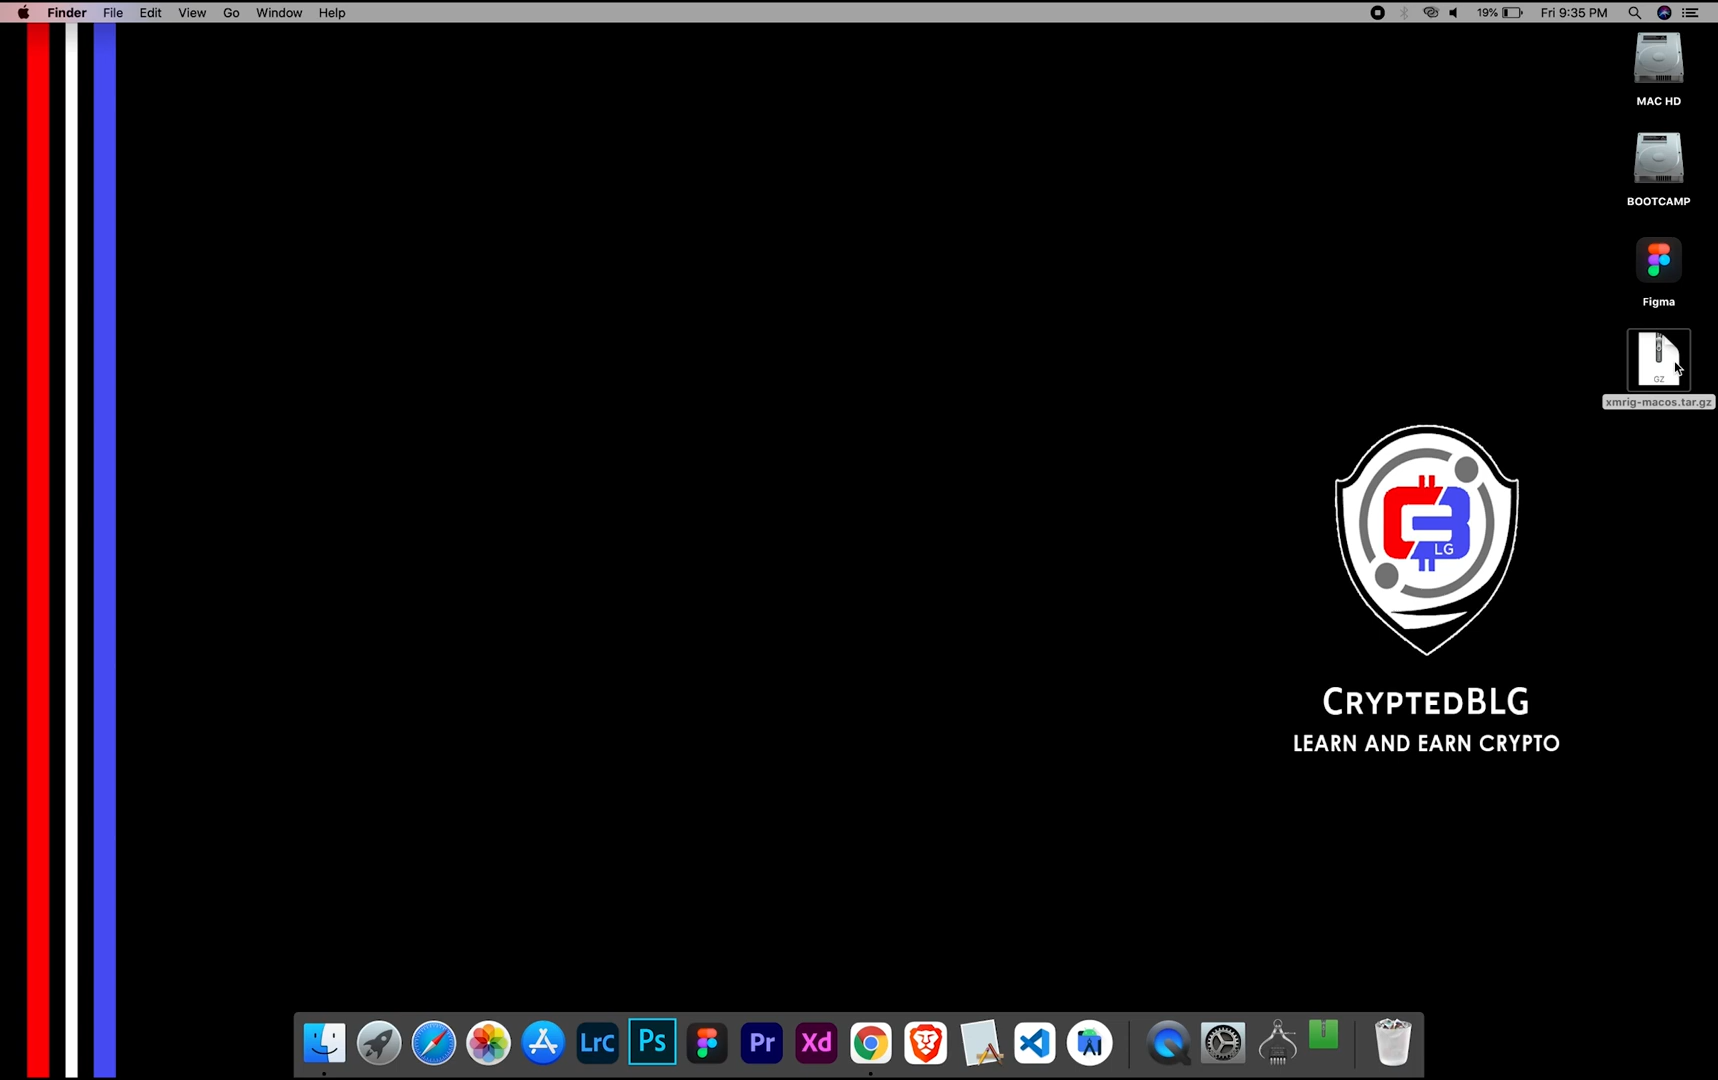 Finder File Edit View Go Window Help
19% Fri 9:35 PM
MAC HD
BOOTCAMP
Figma
GZ
xmrig-macos.tar.gz
CB
LG
CRYPTEDBLG
LEARN AND EARN CRYPTO
LrC Ps Pr Xd